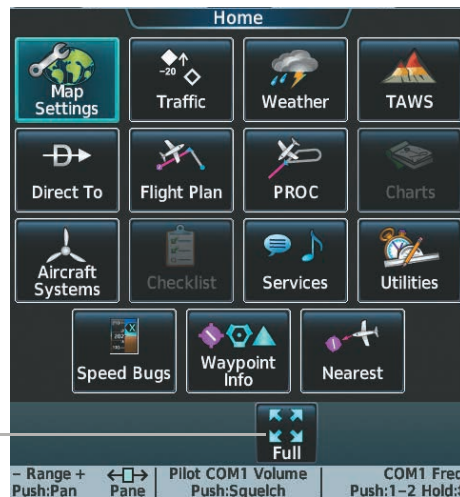 Home
Map
Settings
-20
Traffic
Weather
TAWS
Direct To
Flight Plan
PROC
Charts
Aircraft
Systems
Checklist
Services
Utilities
Speed Bugs
Waypoint
Info
Nearest
Full
- Range +
Push:Pan
Pane
Pilot COM1 Volume
Push:Squelch
COM1 Freq
Push:1-2 Hold: